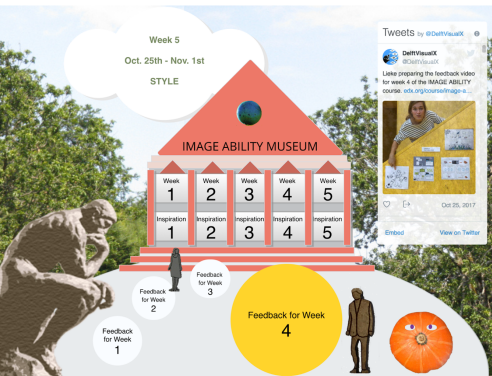 Week 5
Oct. 25th - Nov. 1st
STYLE
IMAGE ABILITY MUSEUM
Week
1
Week
2
Week
3
Week
4
Week
5
Inspiration
1
Inspiration
2
Inspiration
3
Inspiration
4
Inspiration
5
Feedback
for Week
1
Feedback
for Week
2
Feedback
for Week
3
Feedback for Week
4
Tweets by @DelftVisualX
DelftVisualX
@DelftVisualX
Lieke preparing the feedback video
for week 4 of the IMAGE ABILITY
course. edx.org/course/image-a...
Oct 25, 2017
Embed
View on Twitter